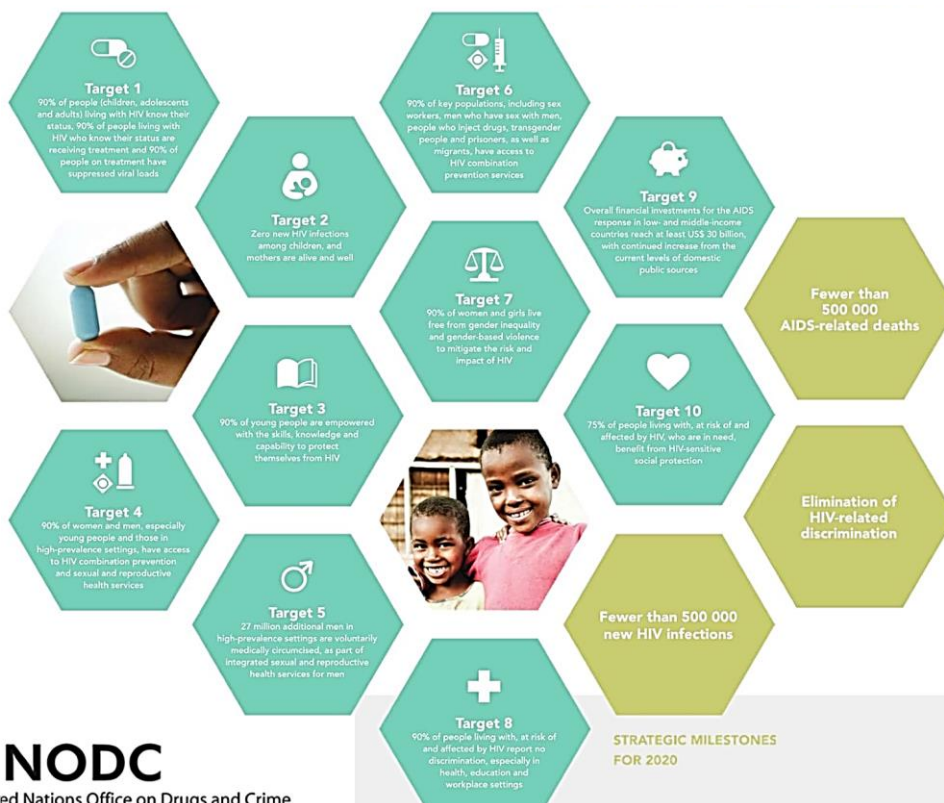 Target 1
90% of people (children, adolescents
and adults) living with HIV know their
status, 90% of people living with
HIV who know their status are
receiving treatment and 90% of
people on treatment have
suppressed viral loads
Target 2
Zero new HIV infections
among children, and
mothers are alive and well
Target 3
90% of young people are empowered
with the skills, knowledge and
capability to protect
themselves from HIV
Target 4
90% of women and men, especially
young people and those in
high-prevalence settings, have access
to HIV combination prevention
and sexual and reproductive
health services
Target 5
27 million additional men in
high-prevalence settings are voluntarily
medically circumcised, as part of
integrated sexual and reproductive
health services for men
Target 6
90% of key populations, including sex
workers, men who have sex with men,
people who inject drugs, transgender
people and prisoners, as well as
migrants, have access to
HIV combination
prevention services
Target 7
90% of women and girls live
free from gender inequality
and gender-based violence
to mitigate the risk and
impact of HIV
Target 8
90% of people living with, at risk of
and affected by HIV report no
discrimination, especially in
health, education and
workplace settings
Target 9
Overall financial investments for the AIDS
response in low- and middle-income
countries reach at least US$ 30 billion,
with continued increase from the
current levels of domestic
public sources
Target 10
75% of people living with, at risk of and
affected by HIV, who are in need,
benefit from HIV-sensitive
social protection
Fewer than
500 000
AIDS-related deaths
Elimination of
HIV-related
discrimination
Fewer than 500 000
new HIV infections
STRATEGIC MILESTONES
FOR 2020
NODC
ed Nations Office on Drugs and Crime